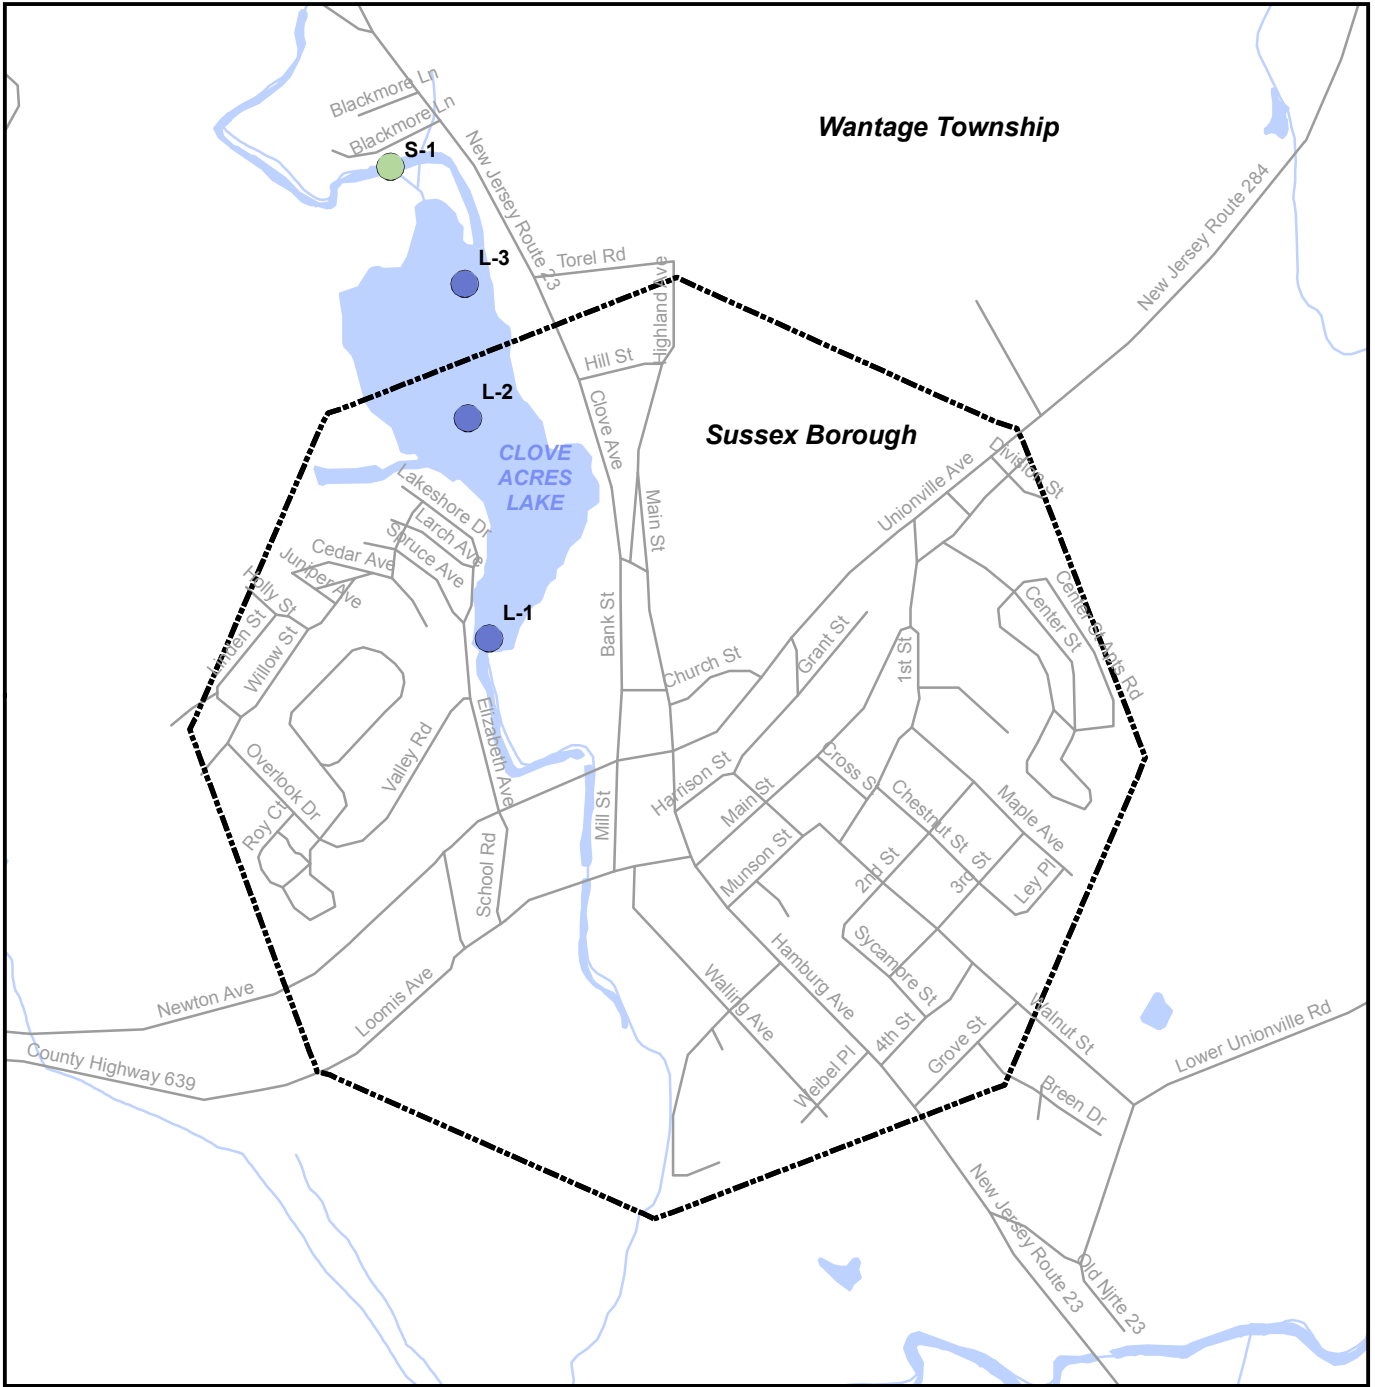 Blackmore Ln
Blackmore Ln
S-1
Wantage Township
New Jersey Route 23
New Jersey Route 284
L-3
Torel Rd
Highland Ave
Hill St
L-2
Clove Ave
Sussex Borough
CLOVE
ACRES
LAKE
Division St
Unionville Ave
Lakeshore Dr
Larch Ave
Spruce Ave
Main St
Cedar Ave
Juniper Ave
Holly St
Linden St
Willow St
L-1
Bank St
Church St
Grant St
1st St
Center St
Center St Apts Rd
Elizabeth Ave
Valley Rd
Overlook Dr
Roy Ct
Harrison St
Main St
Cross S
Chestnut St
Maple Ave
Mill St
Munson St
2nd St
3rd St
Ley Pl
School Rd
Sycamore St
Hamburg Ave
Walling Ave
Loomis Ave
Newton Ave
Walnut St
Lower Unionville Rd
4th St
Grove St
Weibel Pl
Breen Dr
County Highway 639
New Jersey Route 23
Old Njrte 23